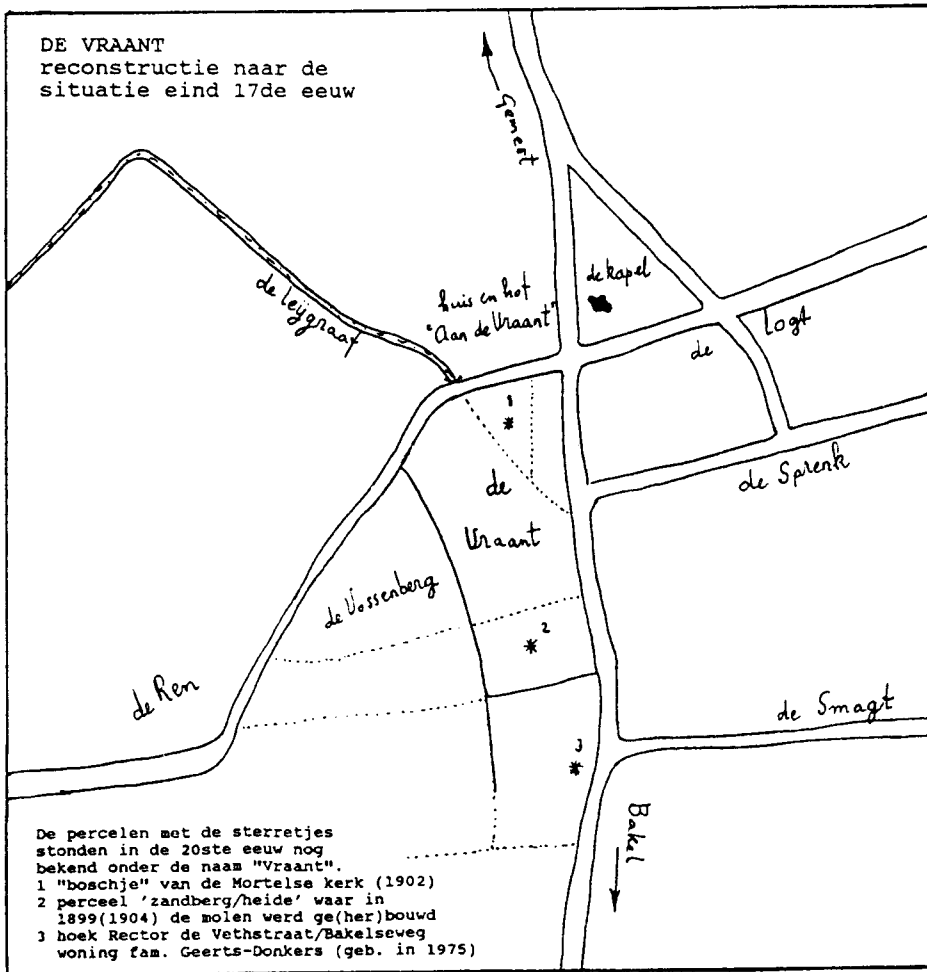 DE VRAANT
reconstructie naar de
situatie eind 17de eeuw
Gemert
de leijgraaf
huis en hof
"Aan de Vraant"
de kapel
de logt
1
de
Vraant
de Sprenk
de Vossenberg
2
de Ren
de Smagt
3
Bakel
De percelen met de sterretjes
stonden in de 20ste eeuw nog
bekend onder de naam "Vraant".
1 "boschje" van de Mortelse kerk (1902)
2 perceel 'zandberg/heide' waar in
1899(1904) de molen werd ge(her)bouwd
3 hoek Rector de Vethstraat/Bakelseweg
woning fam. Geerts-Donkers (geb. in 1975)